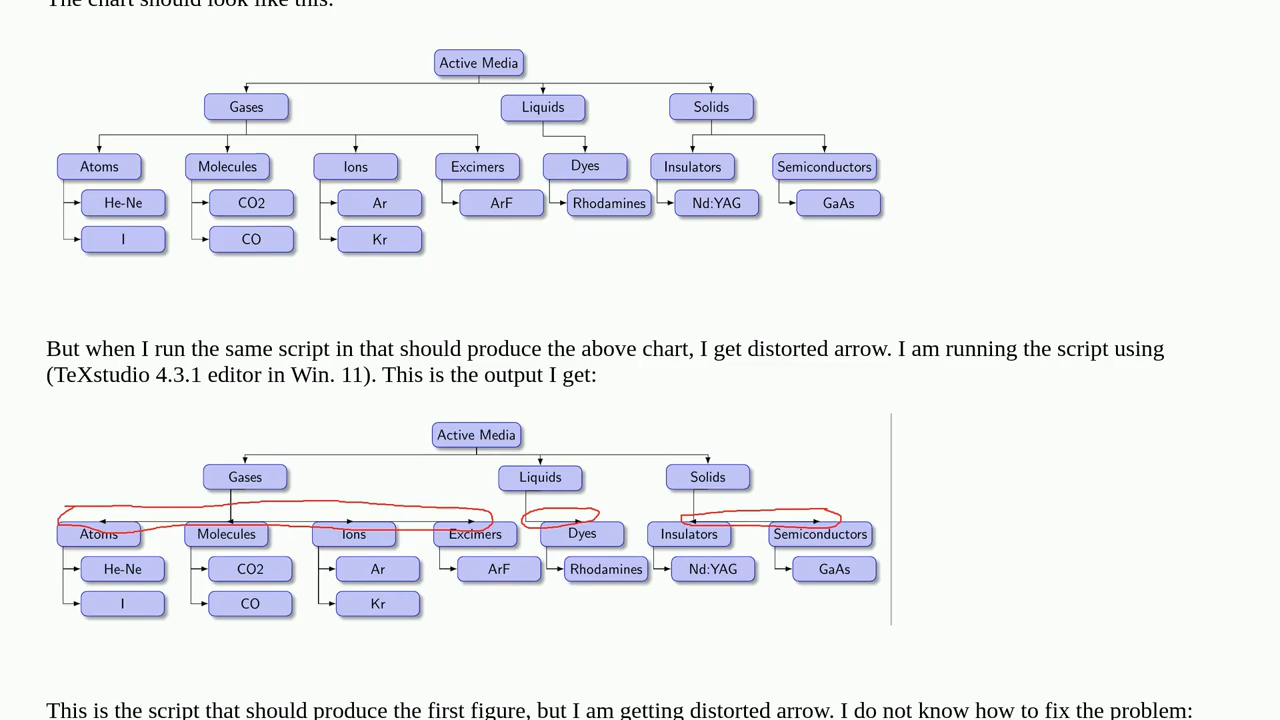 The chart should look like this:
Active Media
Gases Liquids Solids
Atoms Molecules Ions Excimers Dyes Insulators Semiconductors
He-Ne CO2 Ar ArF Rhodamines Nd:YAG GaAs
I CO Kr
But when I run the same script in that should produce the above chart, I get distorted arrow. I am running the script using
(TeXstudio 4.3.1 editor in Win. 11). This is the output I get:
Active Media
Gases Liquids Solids
Atoms Molecules Ions Excimers Dyes Insulators Semiconductors
He-Ne CO2 Ar ArF Rhodamines Nd:YAG GaAs
I CO Kr
This is the script that should produce the first figure, but I am getting distorted arrow. I do not know how to fix the problem: